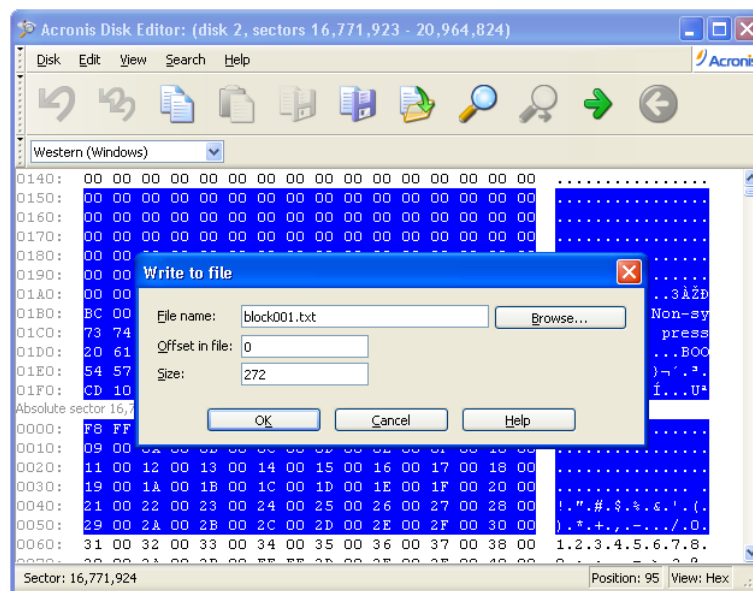 Acronis Disk Editor: (disk 2, sectors 16,771,923 - 20,964,824)
Disk Edit View Search Help
Acronis
Western (Windows)
0140: 00 00 00 00 00 00 00 00 00 00 00 00 00 00 00 00 ................
0150: 00 00 00 00 00 00 00 00 00 00 00 00 00 00 00 00 ................
0160: 00 00 00 00 00 00 00 00 00 00 00 00 00 00 00 00 ................
0170: 00 00 00 00 00 00 00 00 00 00 00 00 00 00 00 00 ................
0180: 00 00
0190: 00 00
01A0: 00 00 ..3ÀŽÐ
01B0: BC 00 Non-sy
01C0: 73 74 press
01D0: 20 61 ...BOO
01E0: 54 57 }¬´.³.
01F0: CD 10 Í...Uª
Write to file
File name: block001.txt Browse...
Offset in file: 0
Size: 272
OK Cancel Help
Absolute sector 16,7
0000: F8 FF
0010: 09 00
0020: 11 00 12 00 13 00 14 00 15 00 16 00 17 00 18 00 ................
0030: 19 00 1A 00 1B 00 1C 00 1D 00 1E 00 1F 00 20 00 ................
0040: 21 00 22 00 23 00 24 00 25 00 26 00 27 00 28 00 !.".#.$.%.&.'.(.
0050: 29 00 2A 00 2B 00 2C 00 2D 00 2E 00 2F 00 30 00 ).*.+.,.-.../.0.
0060: 31 00 32 00 33 00 34 00 35 00 36 00 37 00 38 00 1.2.3.4.5.6.7.8.
Sector: 16,771,924 Position: 95 View: Hex